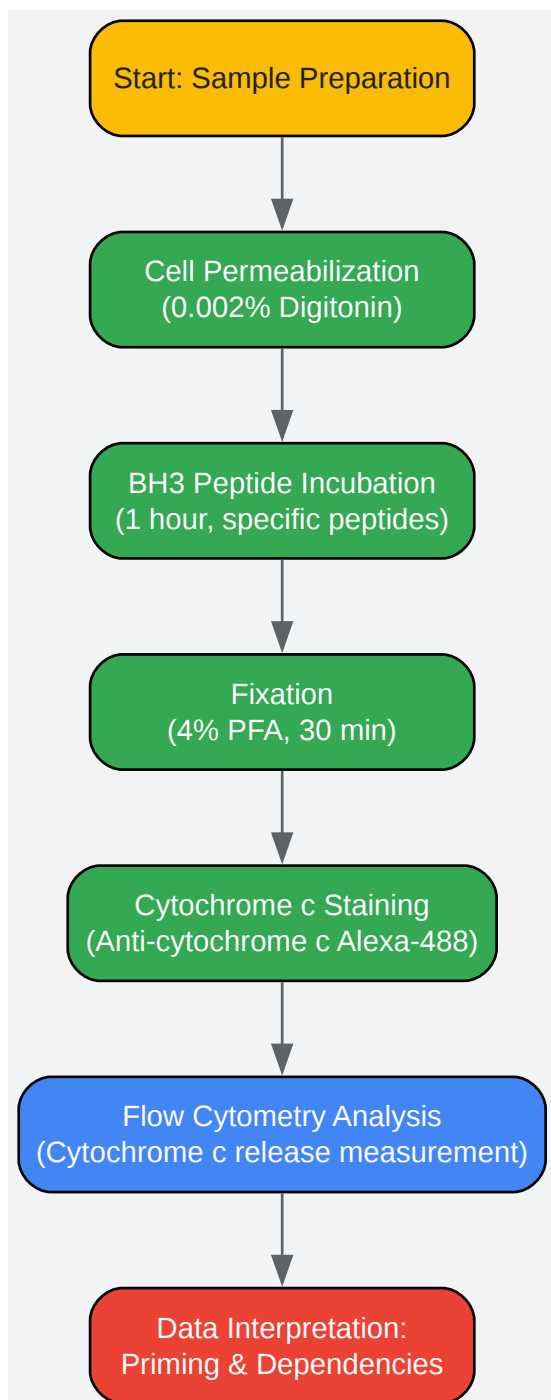 Start: Sample Preparation
Cell Permeabilization
(0.002% Digitonin)
BH3 Peptide Incubation
(1 hour, specific peptides)
Fixation
(4% PFA, 30 min)
Cytochrome c Staining
(Anti-cytochrome c Alexa-488)
Flow Cytometry Analysis
(Cytochrome c release measurement)
Data Interpretation:
Priming & Dependencies